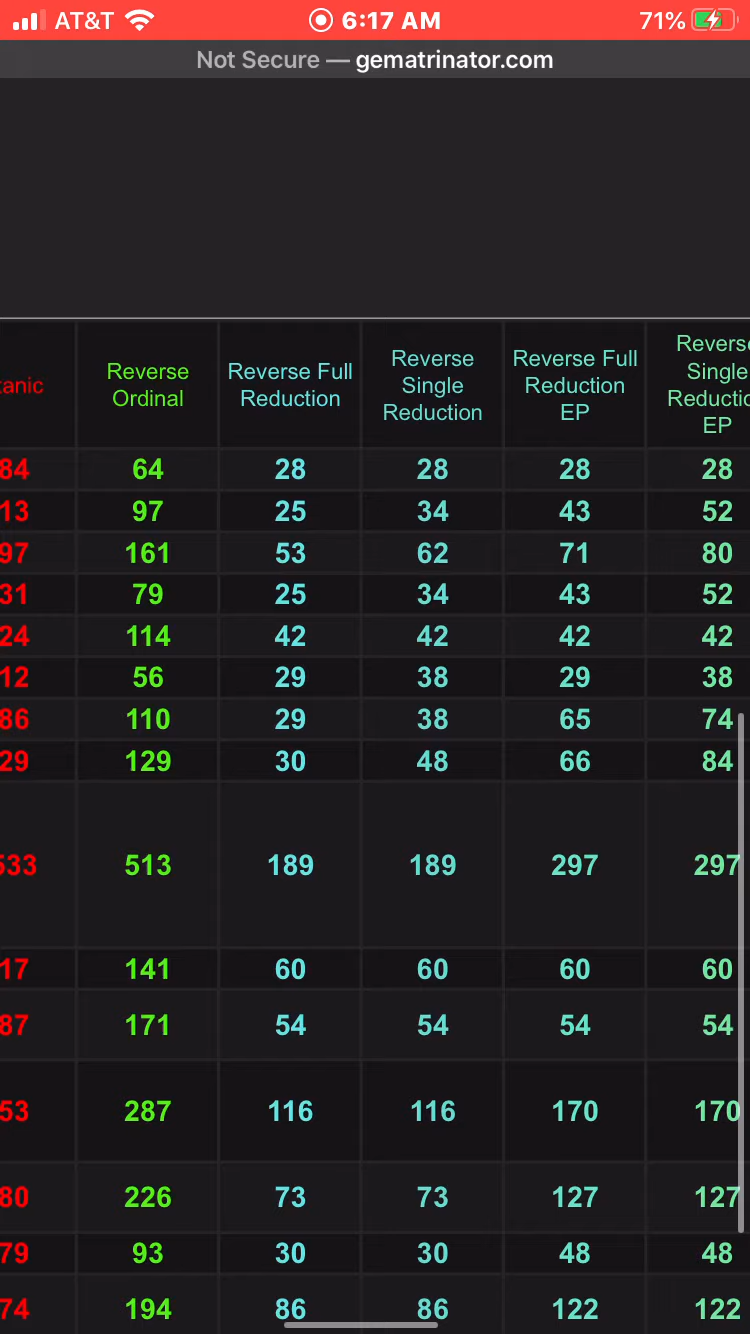 AT&T 6:17 AM 71%
Not Secure — gematrinator.com
tanic Reverse Ordinal Reverse Full Reduction Reverse Single Reduction Reverse Full Reduction EP Reverse Single Reduction EP
84 64 28 28 28 28
13 97 25 34 43 52
97 161 53 62 71 80
31 79 25 34 43 52
24 114 42 42 42 42
12 56 29 38 29 38
86 110 29 38 65 74
29 129 30 48 66 84
533 513 189 189 297 297
17 141 60 60 60 60
87 171 54 54 54 54
53 287 116 116 170 170
80 226 73 73 127 127
79 93 30 30 48 48
74 194 86 86 122 122